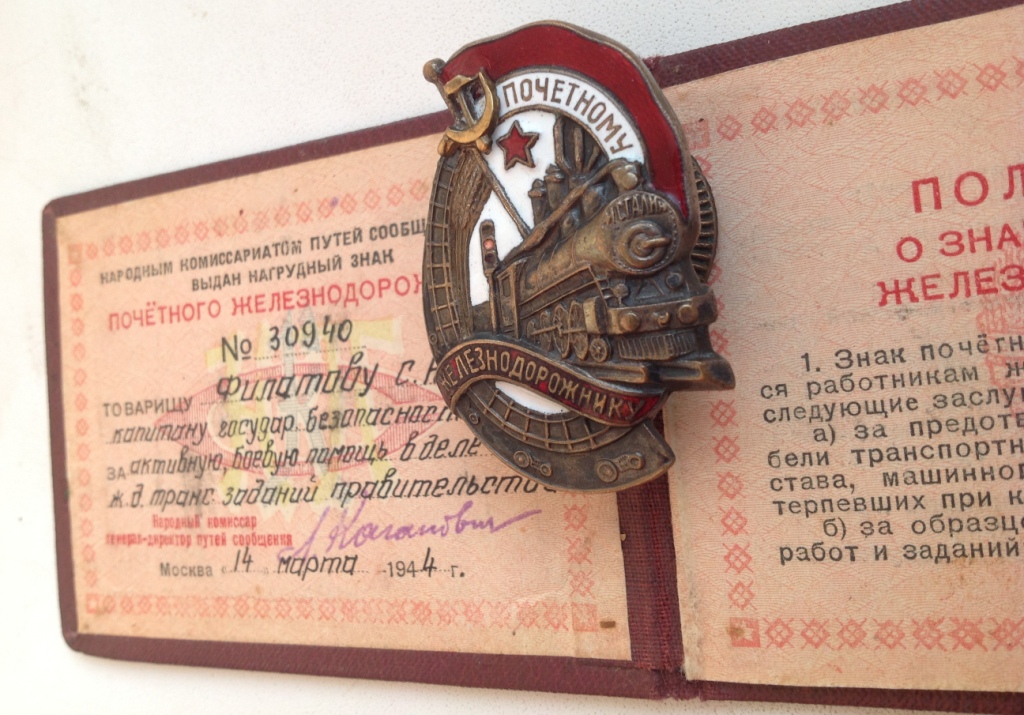 НАРОДНЫМ КОМИССАРИАТОМ ПУТЕЙ СООБЩ
ВЫДАН НАГРУДНЫЙ ЗНАК
ПОЧЁТНОГО ЖЕЛЕЗНОДОРОЖ
№ 30940
ТОВАРИЩУ Филатову С.
капитану государ. безопасност
ЗА активную, боевую помощь в деле
ж.д. транс. заданий правительства
Народный комиссар
генерал-директор путей сообщения
Л Каганович
Москва „14„ марта 1944 г.
ПОЧЕТНОМУ
И.СТАЛИН
ЖЕЛЕЗНОДОРОЖНИКУ
ПОЛ
О ЗНА
ЖЕЛЕЗ
1. Знак почётн
ся работникам ж
следующие заслу
а) за предотв
бели транспортн
става, машинног
терпевших при к
б) за образцо
работ и заданий